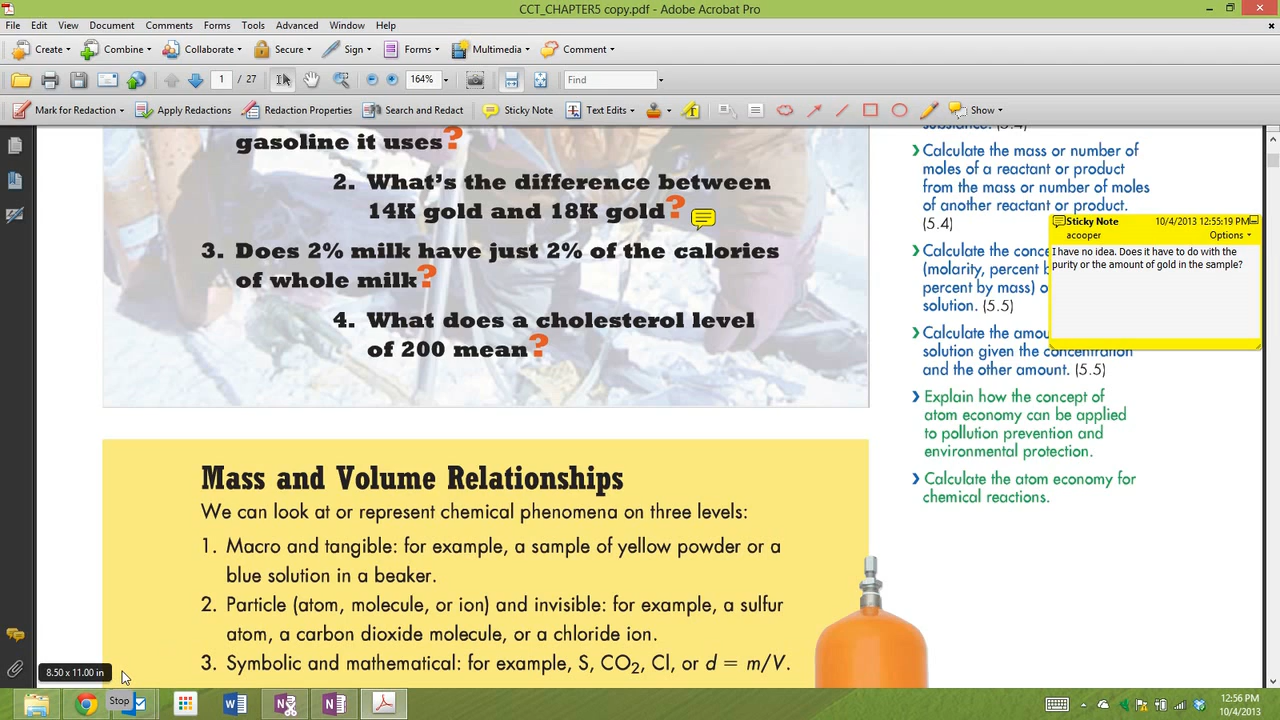 CCT_CHAPTER5 copy.pdf - Adobe Acrobat Pro
File Edit View Document Comments Forms Tools Advanced Window Help
Create Combine Collaborate Secure Sign Forms Multimedia Comment
1 / 27 164% Find
Mark for Redaction Apply Redactions Redaction Properties Search and Redact Sticky Note Text Edits Show
gasoline it uses?
2. What's the difference between
14K gold and 18K gold?
3. Does 2% milk have just 2% of the calories
of whole milk?
4. What does a cholesterol level
of 200 mean?
Mass and Volume Relationships
We can look at or represent chemical phenomena on three levels:
1. Macro and tangible: for example, a sample of yellow powder or a
blue solution in a beaker.
2. Particle (atom, molecule, or ion) and invisible: for example, a sulfur
atom, a carbon dioxide molecule, or a chloride ion.
3. Symbolic and mathematical: for example, S, CO₂, Cl, or d = m/V.
substance. (5.4)
Calculate the mass or number of
moles of a reactant or product
from the mass or number of moles
of another reactant or product.
(5.4)
Calculate the conce
(molarity, percent b
percent by mass) o
solution. (5.5)
Calculate the amou
solution given the concentration
and the other amount. (5.5)
Explain how the concept of
atom economy can be applied
to pollution prevention and
environmental protection.
Calculate the atom economy for
chemical reactions.
Sticky Note 10/4/2013 12:55:19 PM
acooper Options
I have no idea. Does it have to do with the
purity or the amount of gold in the sample?
8.50 x 11.00 in
Stop
12:56 PM
10/4/2013